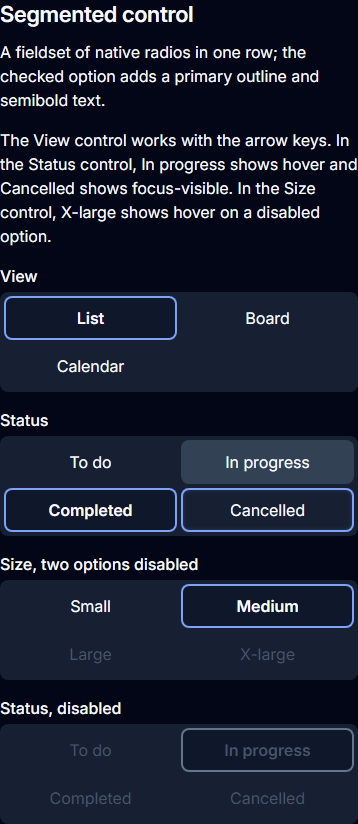 Segmented control
A fieldset of native radios in one row; the
checked option adds a primary outline and
semibold text.
The View control works with the arrow keys. In
the Status control, In progress shows hover and
Cancelled shows focus-visible. In the Size
control, X-large shows hover on a disabled
option.
View
List Board
Calendar
Status
To do In progress
Completed Cancelled
Size, two options disabled
Small Medium
Large X-large
Status, disabled
To do In progress
Completed Cancelled